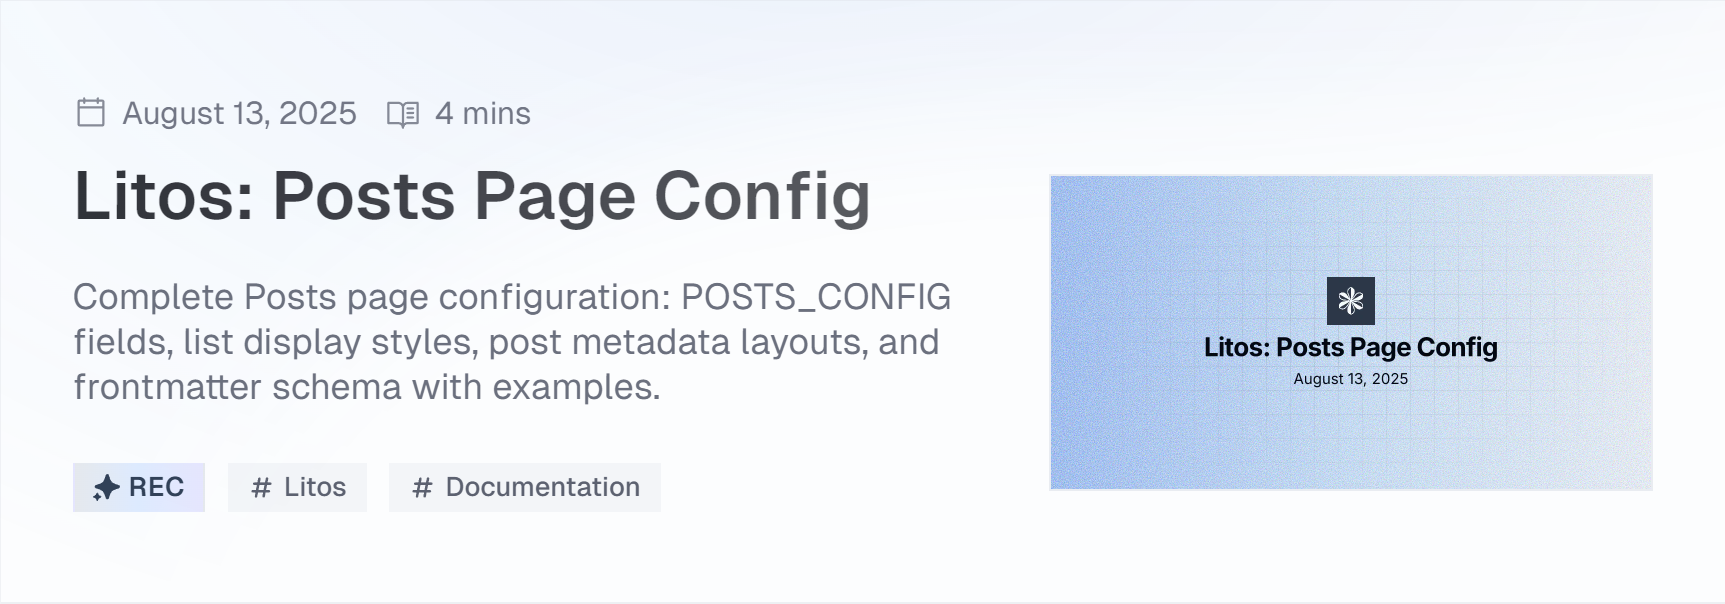 August 13, 2025 4 mins
Litos: Posts Page Config
Complete Posts page configuration: POSTS_CONFIG
fields, list display styles, post metadata layouts, and
frontmatter schema with examples.
REC # Litos # Documentation
Litos: Posts Page Config
August 13, 2025